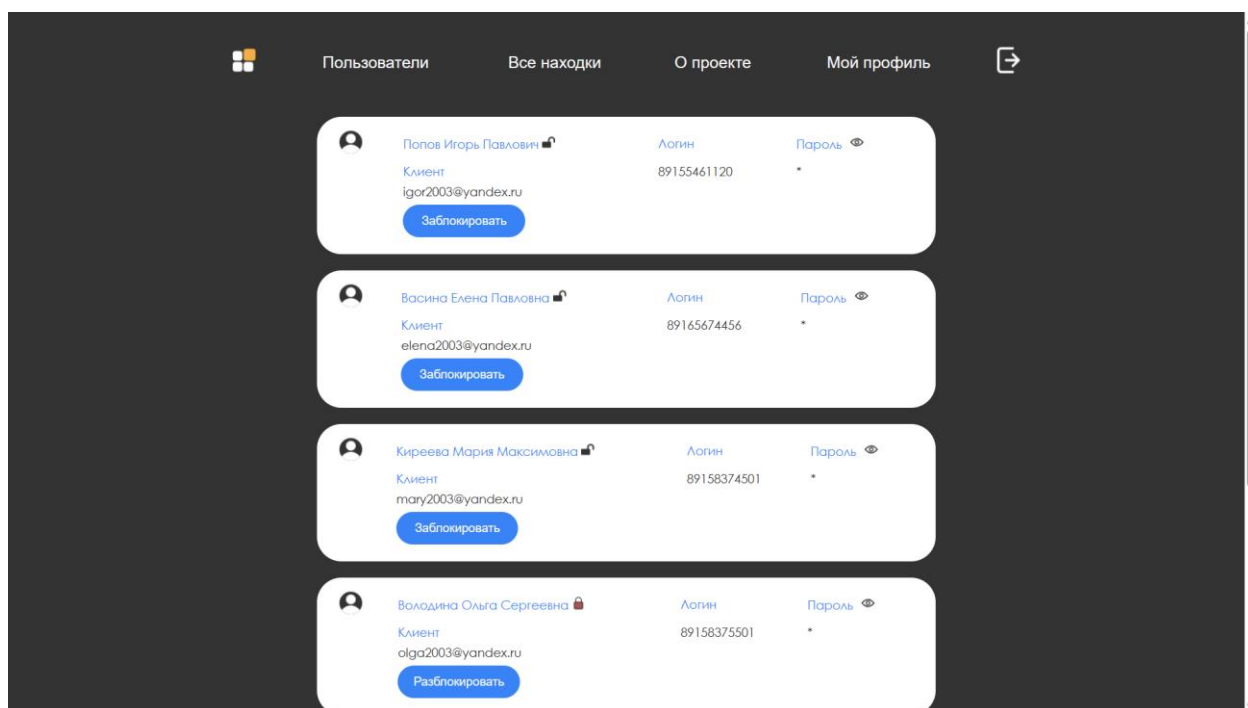 Пользователи Все находки О проекте Мой профиль
Попов Игорь Павлович Логин Пароль
Клиент 89155461120 *
igor2003@yandex.ru
Заблокировать
Васина Елена Павловна Логин Пароль
Клиент 89165674456 *
elena2003@yandex.ru
Заблокировать
Киреева Мария Максимовна Логин Пароль
Клиент 89158374501 *
mary2003@yandex.ru
Заблокировать
Володина Ольга Сергеевна Логин Пароль
Клиент 89158375501 *
olga2003@yandex.ru
Разблокировать